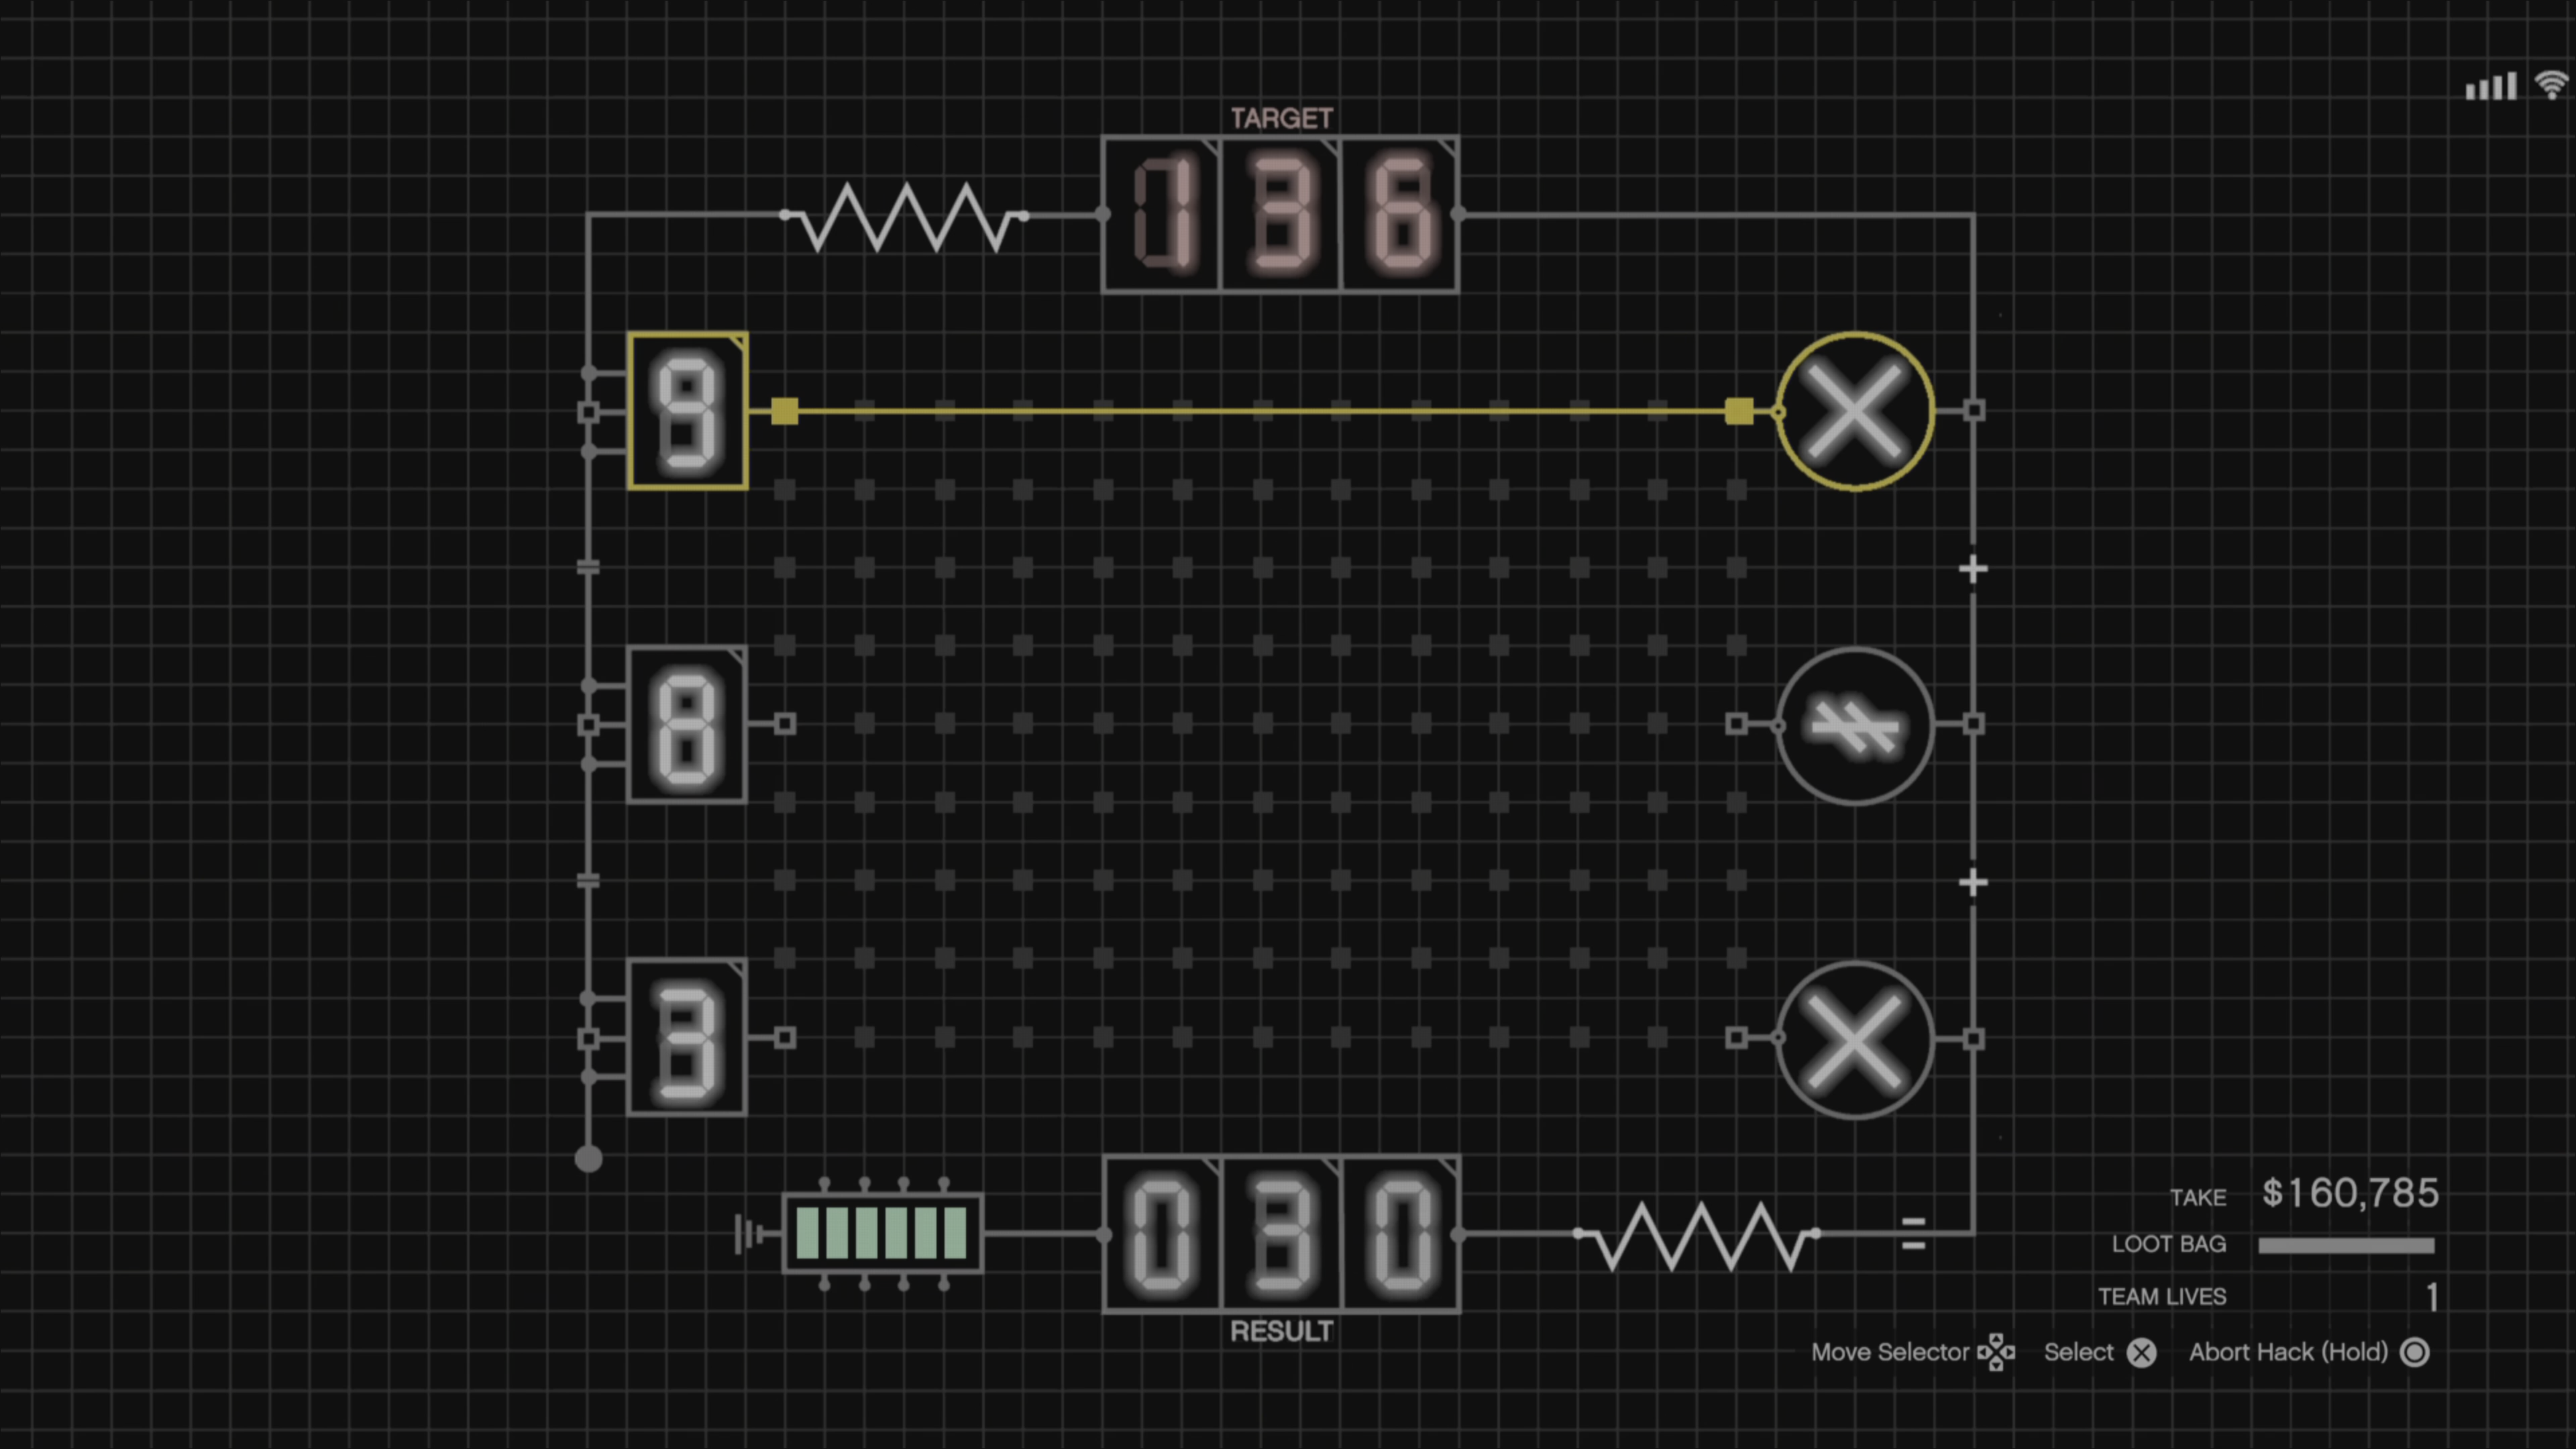 TARGET
136
9
8
3
030
RESULT
TAKE $160,785
LOOT BAG
TEAM LIVES 1
Move Selector Select Abort Hack (Hold)